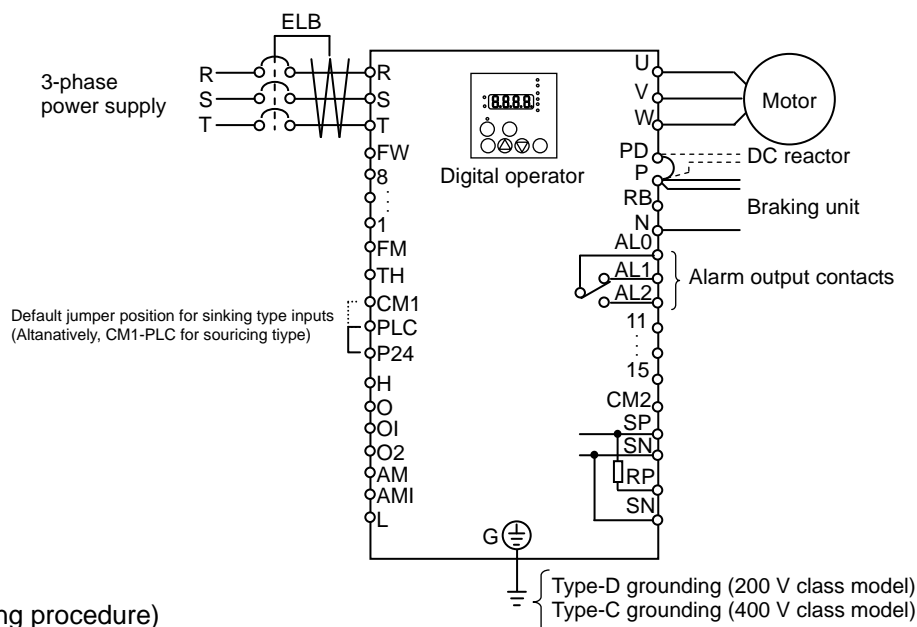 ELB
3-phase
power supply
R
S
T
R
S
T
FW
8
1
FM
TH
CM1
PLC
P24
H
O
OI
O2
AM
AMI
L
Default jumper position for sinking type inputs
(Altanatively, CM1-PLC for souricing tiype)
8.8.8.8.
Digital operator
U
V
W
Motor
PD
P
RB
N
DC reactor
Braking unit
AL0
AL1
AL2
Alarm output contacts
11
15
CM2
SP
SN
RP
SN
G
Type-D grounding (200 V class model)
Type-C grounding (400 V class model)
ng procedure)